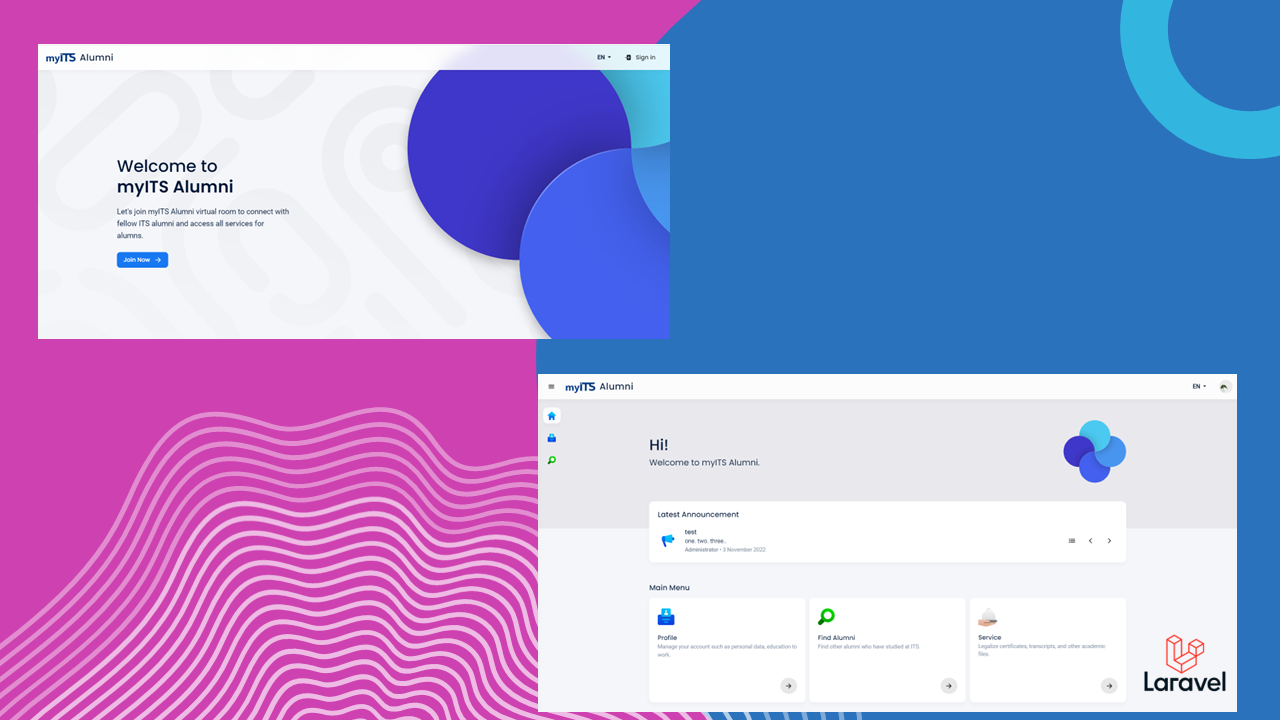 myITS Alumni
EN
Sign in
Welcome to
myITS Alumni
Let's join myITS Alumni virtual room to connect with
fellow ITS alumni and access all services for
alumns.
Join Now
myITS Alumni
EN
Hi!
Welcome to myITS Alumni.
Latest Announcement
test
one, two, three..
Administrator • 3 November 2022
Main Menu
Profile
Manage your account such as personal data, education to
work.
Find Alumni
Find other alumni who have studied at ITS.
Service
Legalize certificates, transcripts, and other academic
files.
Laravel